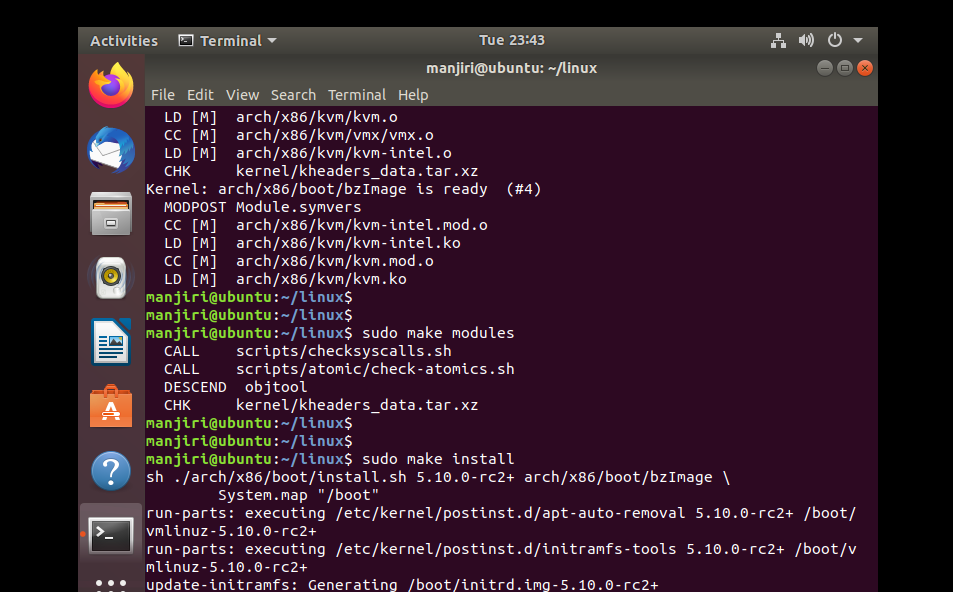 Activities Terminal Tue 23:43
manjiri@ubuntu: ~/linux
File Edit View Search Terminal Help
LD [M] arch/x86/kvm/kvm.o
CC [M] arch/x86/kvm/vmx/vmx.o
LD [M] arch/x86/kvm/kvm-intel.o
CHK kernel/kheaders_data.tar.xz
Kernel: arch/x86/boot/bzImage is ready (#4)
MODPOST Module.symvers
CC [M] arch/x86/kvm/kvm-intel.mod.o
LD [M] arch/x86/kvm/kvm-intel.ko
CC [M] arch/x86/kvm/kvm.mod.o
LD [M] arch/x86/kvm/kvm.ko
manjiri@ubuntu:~/linux$
manjiri@ubuntu:~/linux$
manjiri@ubuntu:~/linux$ sudo make modules
CALL scripts/checksyscalls.sh
CALL scripts/atomic/check-atomics.sh
DESCEND objtool
CHK kernel/kheaders_data.tar.xz
manjiri@ubuntu:~/linux$
manjiri@ubuntu:~/linux$
manjiri@ubuntu:~/linux$ sudo make install
sh ./arch/x86/boot/install.sh 5.10.0-rc2+ arch/x86/boot/bzImage \
System.map "/boot"
run-parts: executing /etc/kernel/postinst.d/apt-auto-removal 5.10.0-rc2+ /boot/
vmlinuz-5.10.0-rc2+
run-parts: executing /etc/kernel/postinst.d/initramfs-tools 5.10.0-rc2+ /boot/v
mlinuz-5.10.0-rc2+
update-initramfs: Generating /boot/initrd.img-5.10.0-rc2+